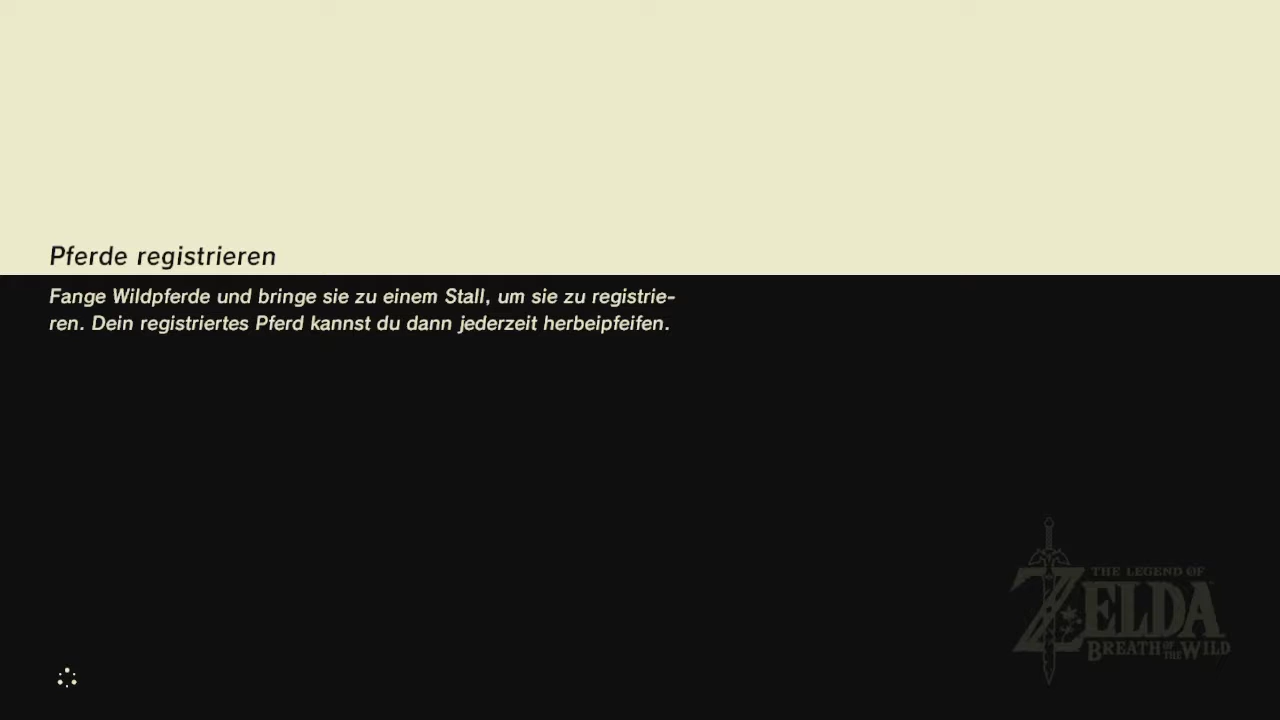 Pferde registrieren
Fange Wildpferde und bringe sie zu einem Stall, um sie zu registrie-
ren. Dein registriertes Pferd kannst du dann jederzeit herbeipfeifen.
THE LEGEND OF
ZELDA
BREATH OF THE WILD